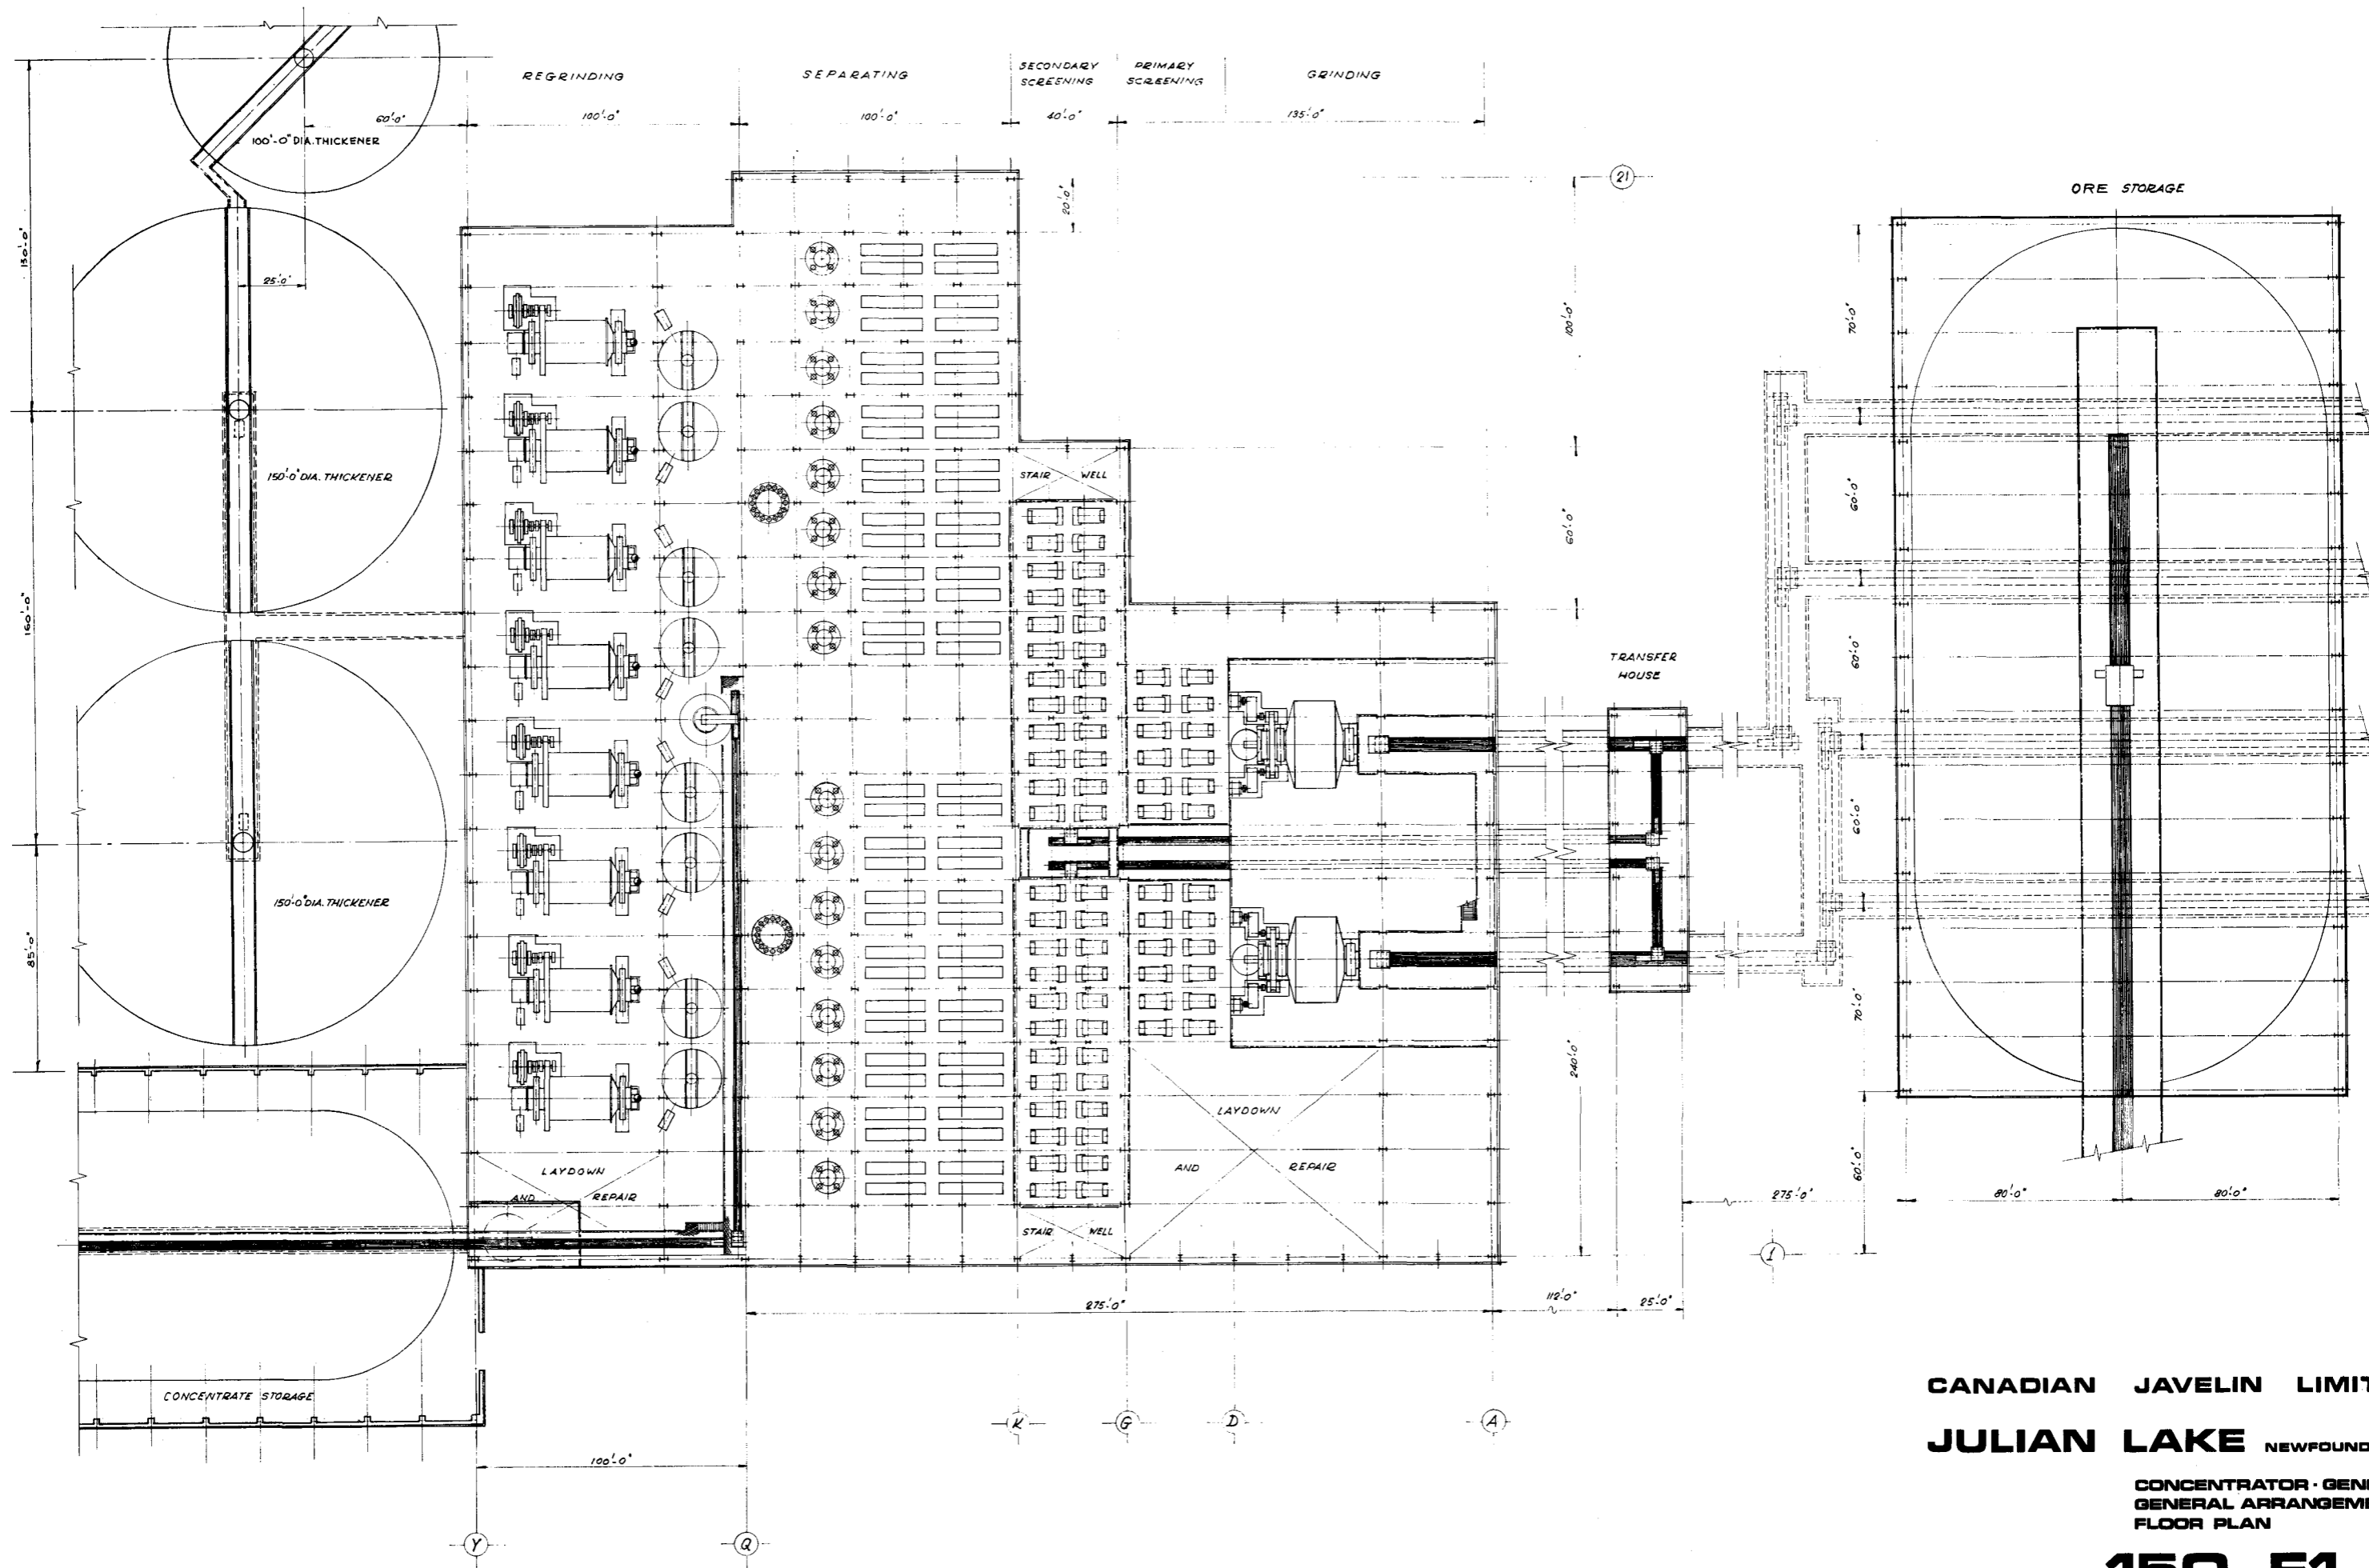 REGRINDING
SEPARATING
SECONDARY
SCREENING
PRIMARY
SCREENING
GRINDING
60'-0"
100'-0"
100'-0"
40'-0"
135'-0"
100'-0" DIA. THICKENER
20'-0"
21
ORE STORAGE
130'-0"
25'-0"
100'-0"
70'-0"
150'-0" DIA. THICKENER
STAIR WELL
60'-0"
60'-0"
160'-0"
TRANSFER
HOUSE
60'-0"
60'-0"
150'-0" DIA. THICKENER
85'-0"
70'-0"
240'-0"
LAYDOWN
AND REPAIR
LAYDOWN
AND REPAIR
STAIR WELL
275'-0"
80'-0"
80'-0"
60'-0"
1
275'-0"
112'-0"
25'-0"
CONCENTRATE STORAGE
K
G
D
A
100'-0"
Y
Q
CANADIAN JAVELIN LIMIT
JULIAN LAKE NEWFOUND
CONCENTRATOR · GEN
GENERAL ARRANGEM
FLOOR PLAN